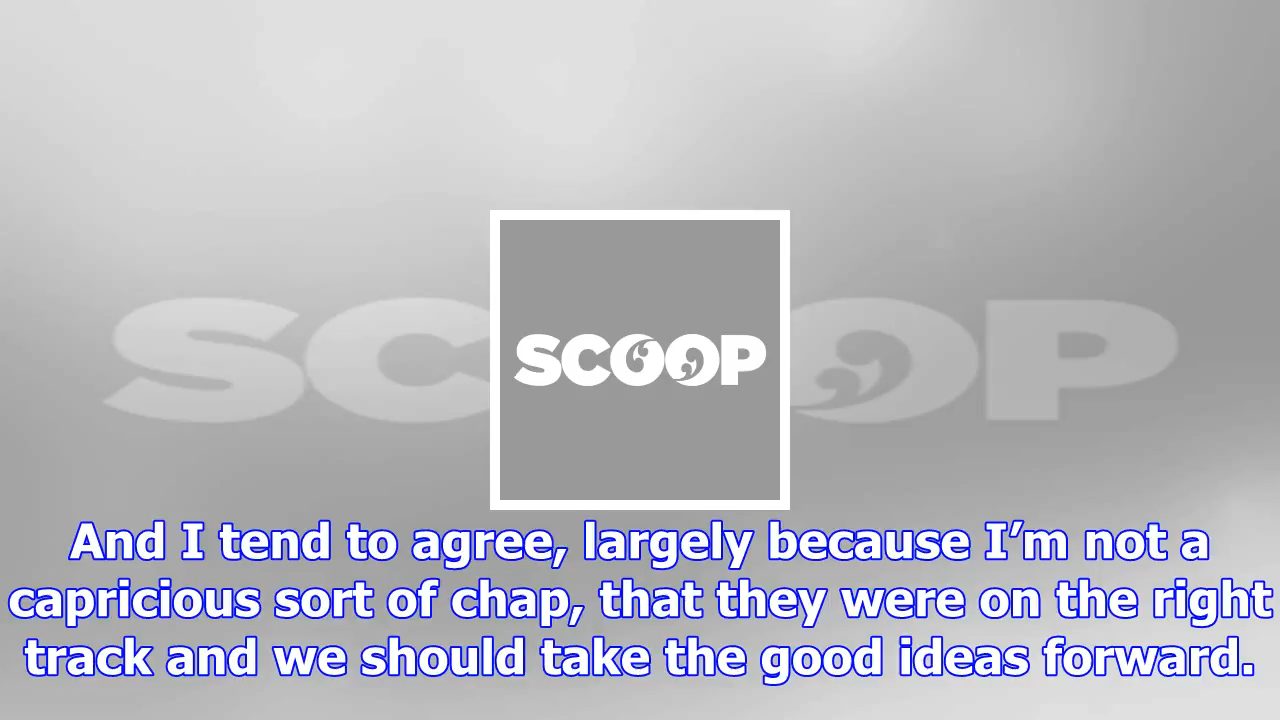 SCOOP
SCOOP
And I tend to agree, largely because I’m not a
capricious sort of chap, that they were on the right
track and we should take the good ideas forward.